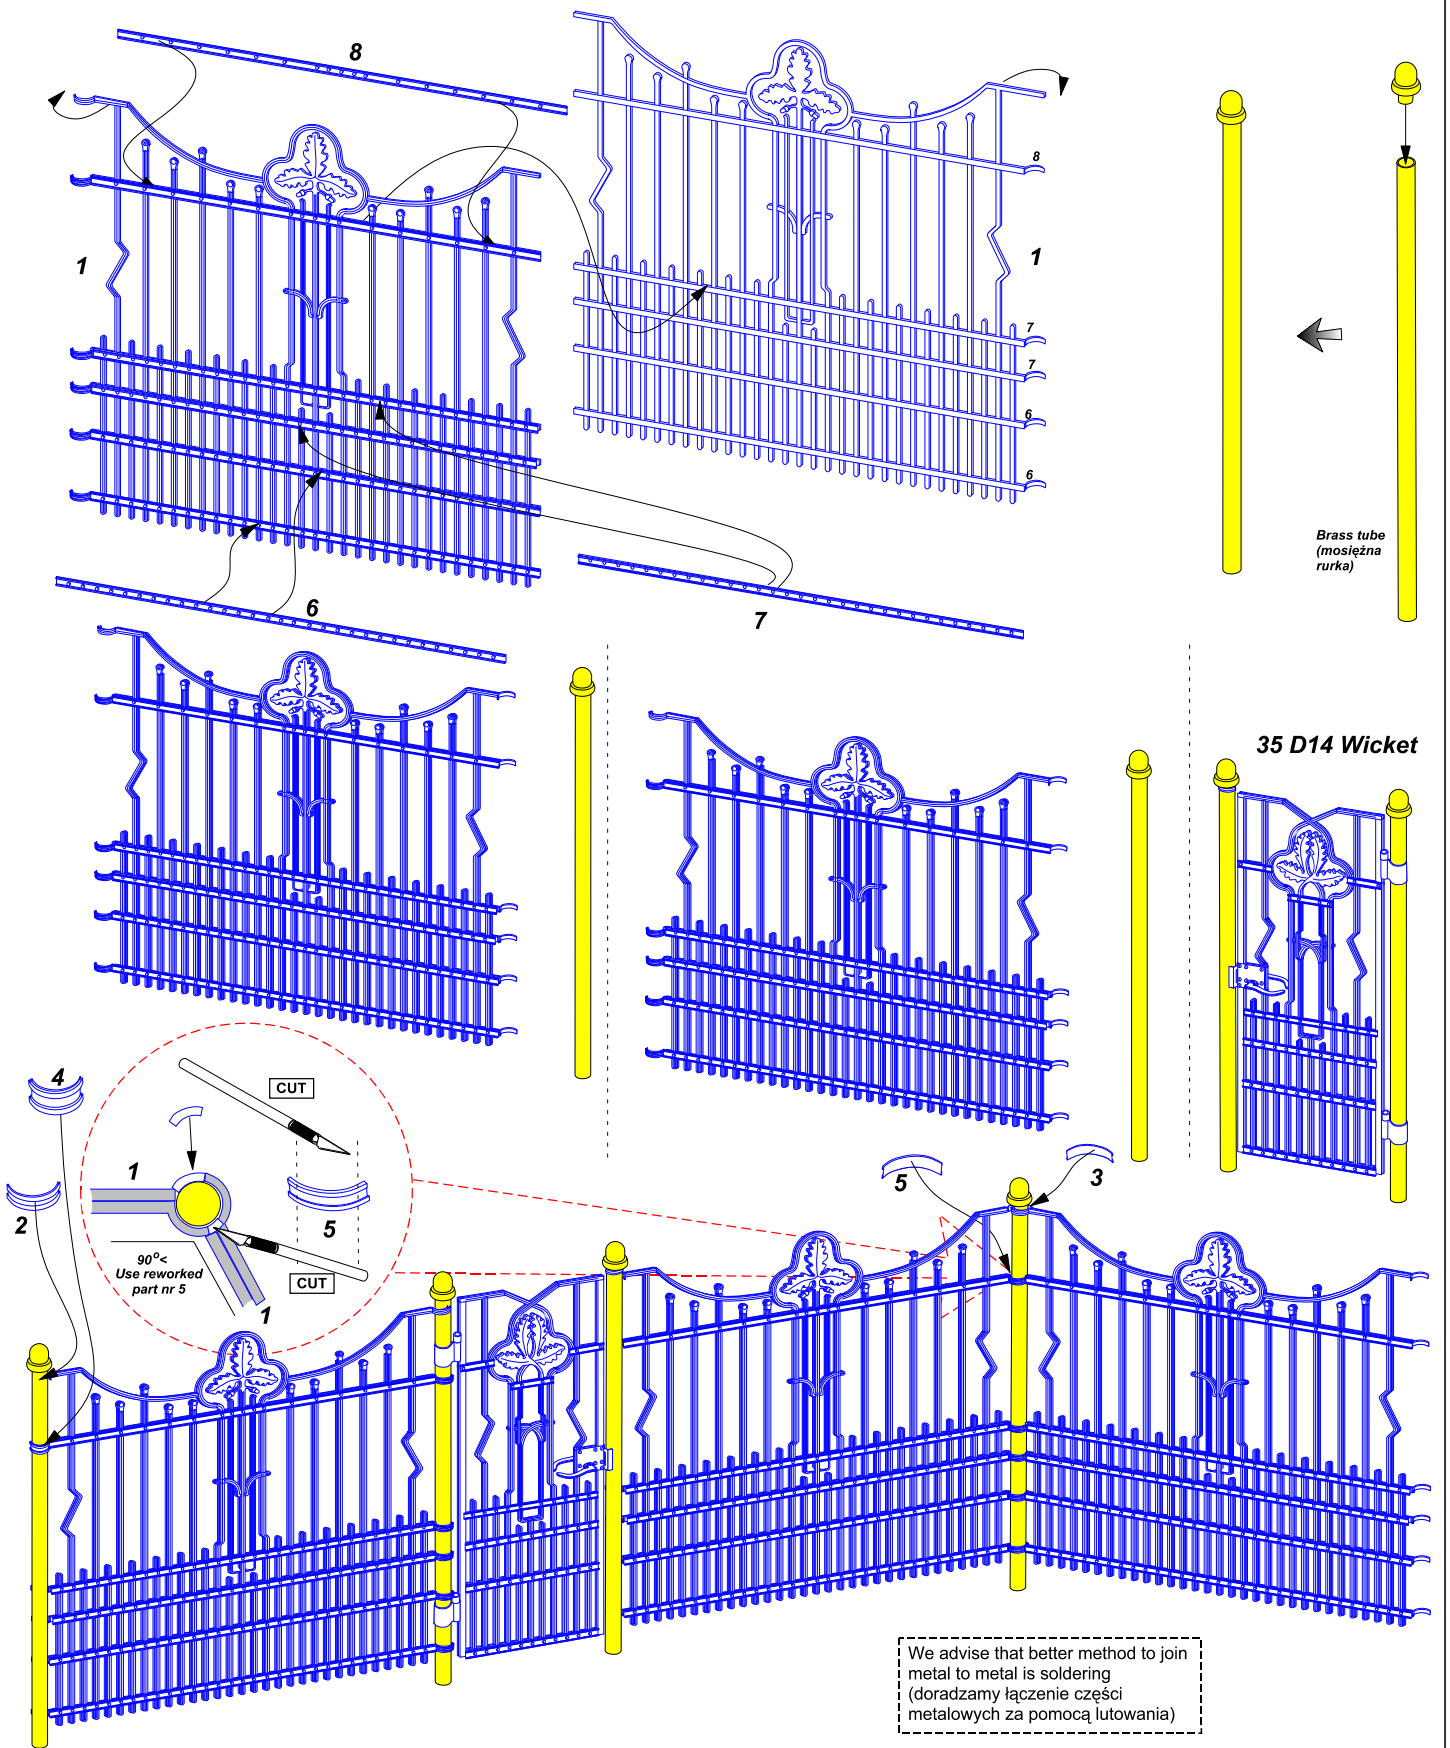 8
1
8
1
7
7
6
6
Brass tube
(mosiężna
rurka)
6
7
35 D14 Wicket
4
CUT
1
2
5
90°<
Use reworked
part nr 5
CUT
1
5
3
We advise that better method to join
metal to metal is soldering
(doradzamy łączenie części
metalowych za pomocą lutowania)